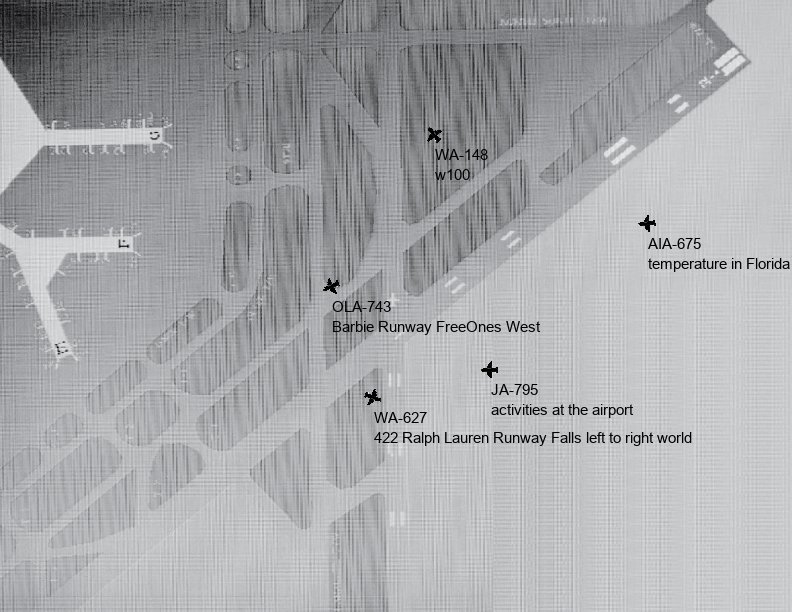 G
F
WA-148
w100
AIA-675
temperature in Florida
OLA-743
Barbie Runway FreeOnes West
JA-795
activities at the airport
WA-627
422 Ralph Lauren Runway Falls left to right world